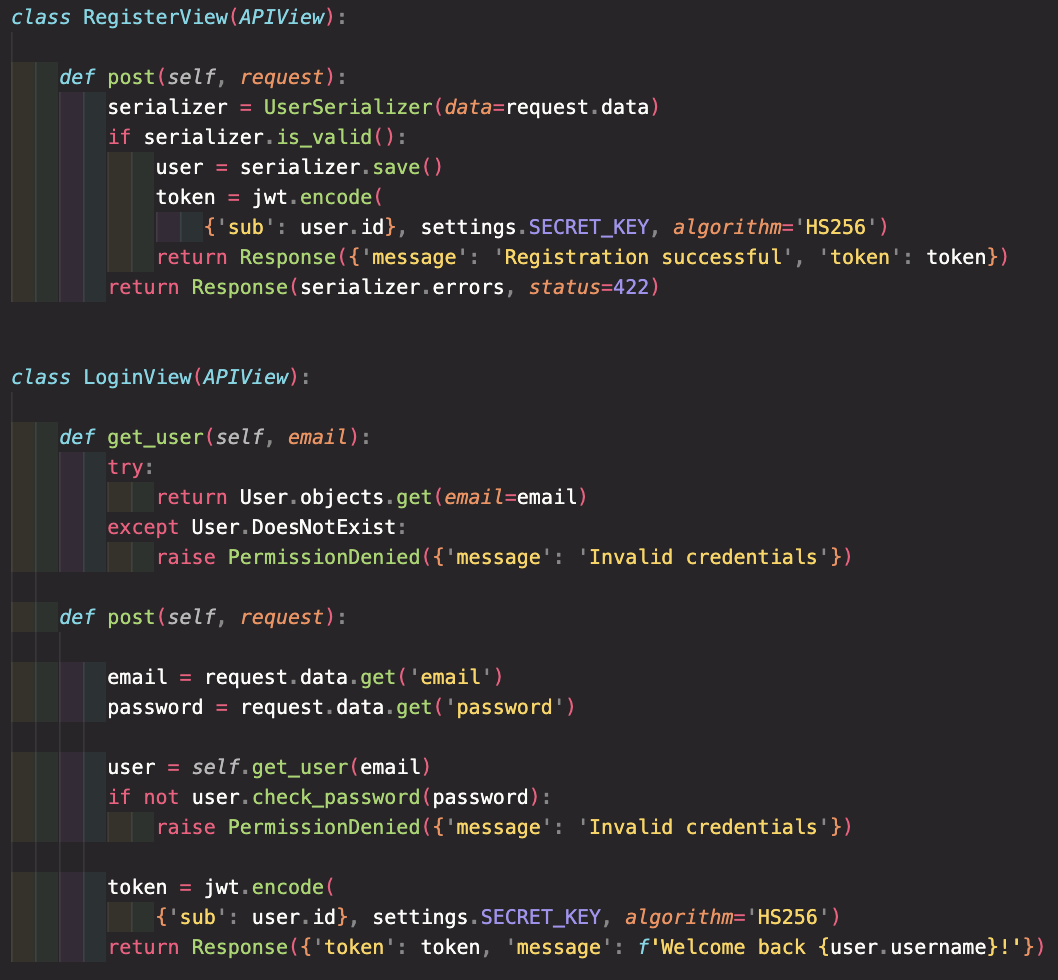 class RegisterView(APIView):
def post(self, request):
serializer = UserSerializer(data=request.data)
if serializer.is_valid():
user = serializer.save()
token = jwt.encode(
{'sub': user.id}, settings.SECRET_KEY, algorithm='HS256')
return Response({'message': 'Registration successful', 'token': token})
return Response(serializer.errors, status=422)
class LoginView(APIView):
def get_user(self, email):
try:
return User.objects.get(email=email)
except User.DoesNotExist:
raise PermissionDenied({'message': 'Invalid credentials'})
def post(self, request):
email = request.data.get('email')
password = request.data.get('password')
user = self.get_user(email)
if not user.check_password(password):
raise PermissionDenied({'message': 'Invalid credentials'})
token = jwt.encode(
{'sub': user.id}, settings.SECRET_KEY, algorithm='HS256')
return Response({'token': token, 'message': f'Welcome back {user.username}!'})